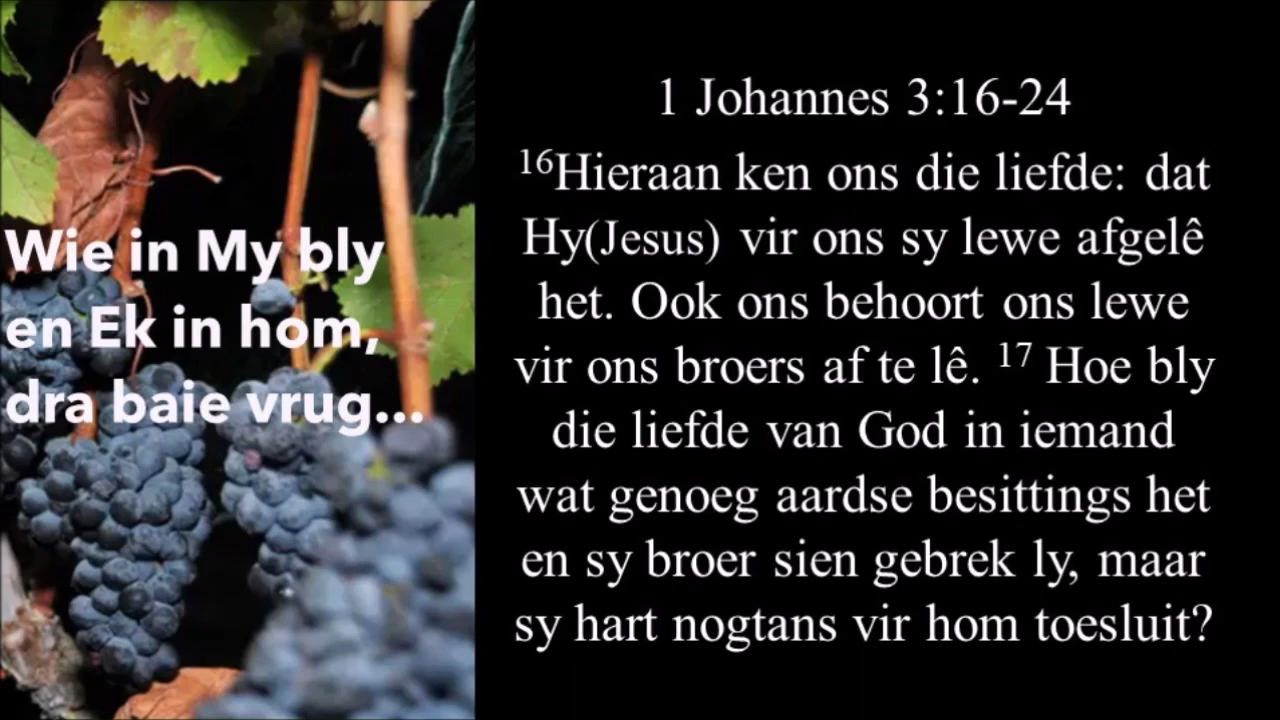 Wie in My bly
en Ek in hom,
dra baie vrug...
1 Johannes 3:16-24
¹⁶Hieraan ken ons die liefde: dat
Hy(Jesus) vir ons sy lewe afgelê
het. Ook ons behoort ons lewe
vir ons broers af te lê. ¹⁷ Hoe bly
die liefde van God in iemand
wat genoeg aardse besittings het
en sy broer sien gebrek ly, maar
sy hart nogtans vir hom toesluit?